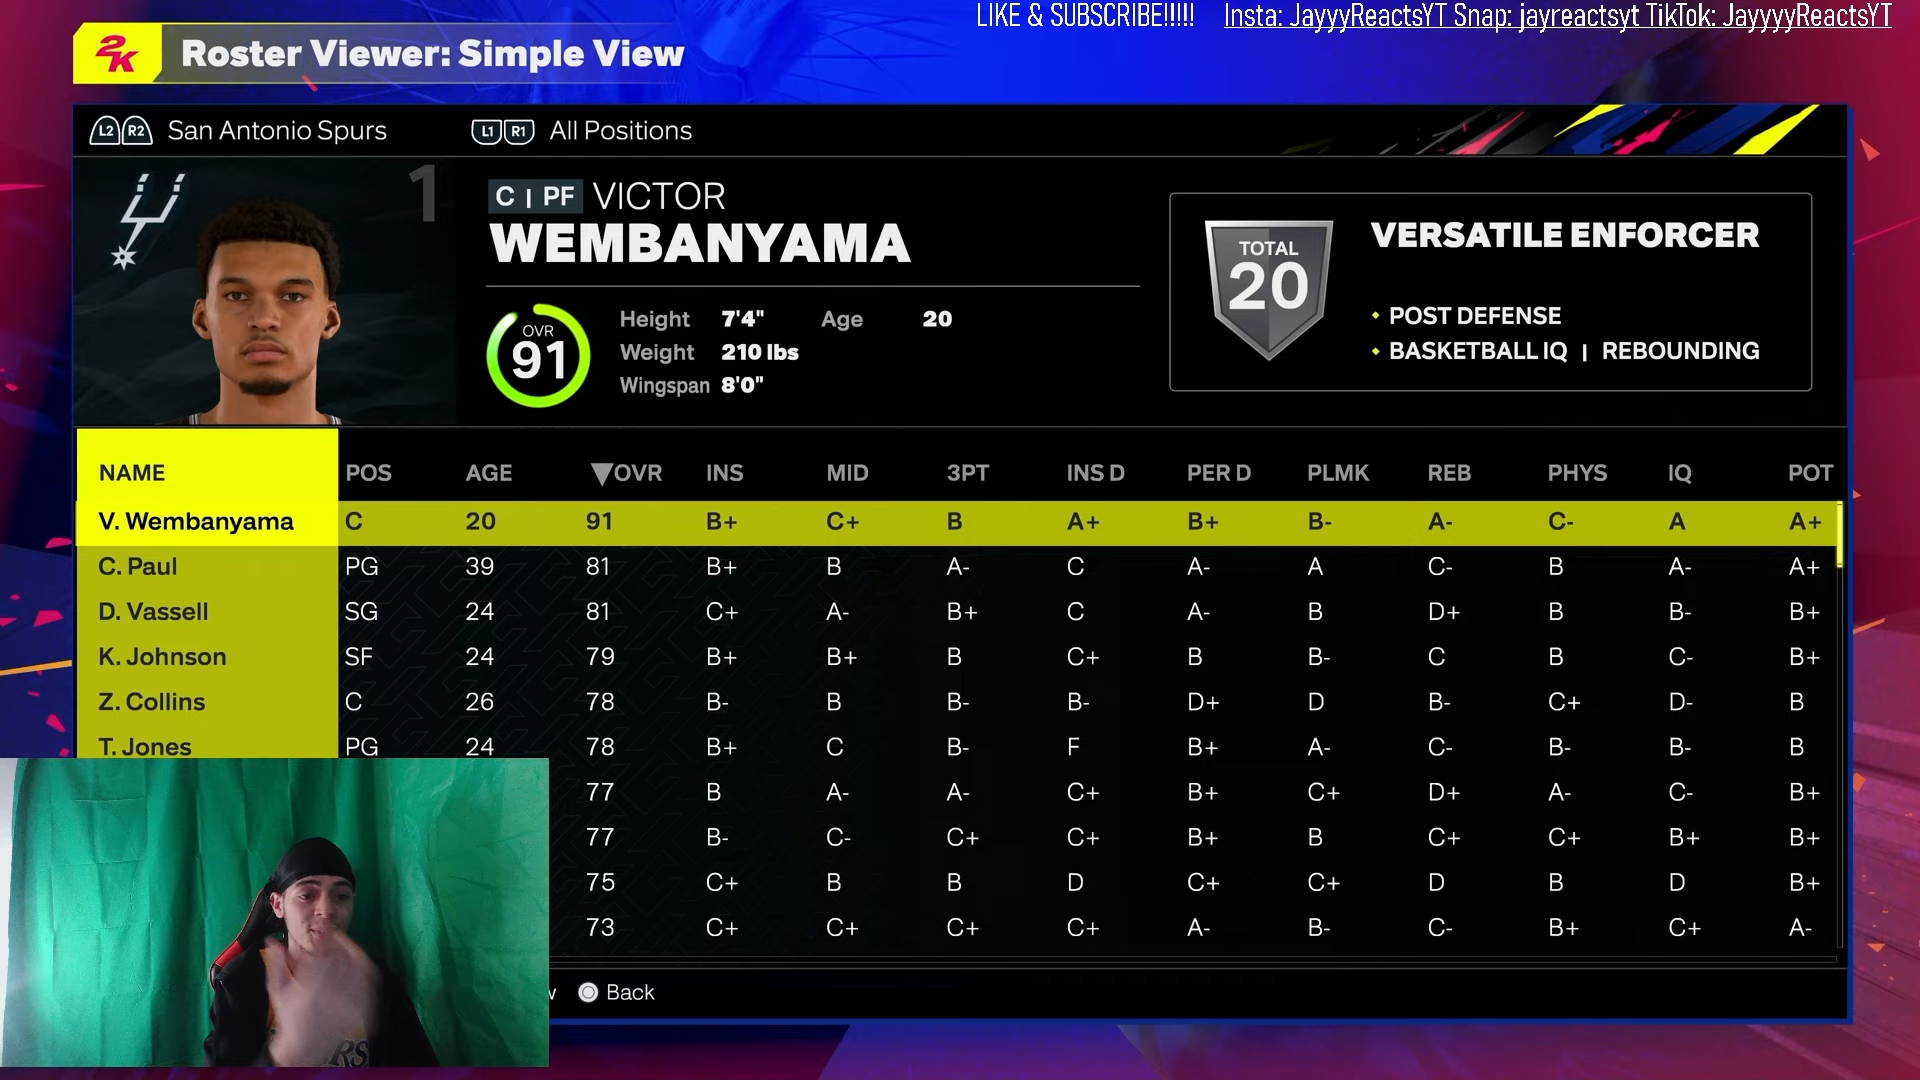 LIKE & SUBSCRIBE!!!!! Insta: JayyyReactsYT Snap: jayreactsyt TikTok: JayyyyReactsYT
2K Roster Viewer: Simple View
L2 R2 San Antonio Spurs L1 R1 All Positions
1
C | PF VICTOR
WEMBANYAMA
OVR
91
Height 7'4" Age 20
Weight 210 lbs
Wingspan 8'0"
TOTAL
20
VERSATILE ENFORCER
POST DEFENSE
BASKETBALL IQ | REBOUNDING
NAME POS AGE ▼OVR INS MID 3PT INS D PER D PLMK REB PHYS IQ POT
V. Wembanyama C 20 91 B+ C+ B A+ B+ B- A- C- A A+
C. Paul PG 39 81 B+ B A- C A- A C- B A- A+
D. Vassell SG 24 81 C+ A- B+ C A- B D+ B B- B+
K. Johnson SF 24 79 B+ B+ B C+ B B- C B C- B+
Z. Collins C 26 78 B- B B- B- D+ D B- C+ D- B
T. Jones PG 24 78 B+ C B- F B+ A- C- B- B- B
77 B A- A- C+ B+ C+ D+ A- C- B+
77 B- C- C+ C+ B+ B C+ C+ B+ B+
75 C+ B B D C+ C+ D B D B+
73 C+ C+ C+ C+ A- B- C- B+ C+ A-
Back